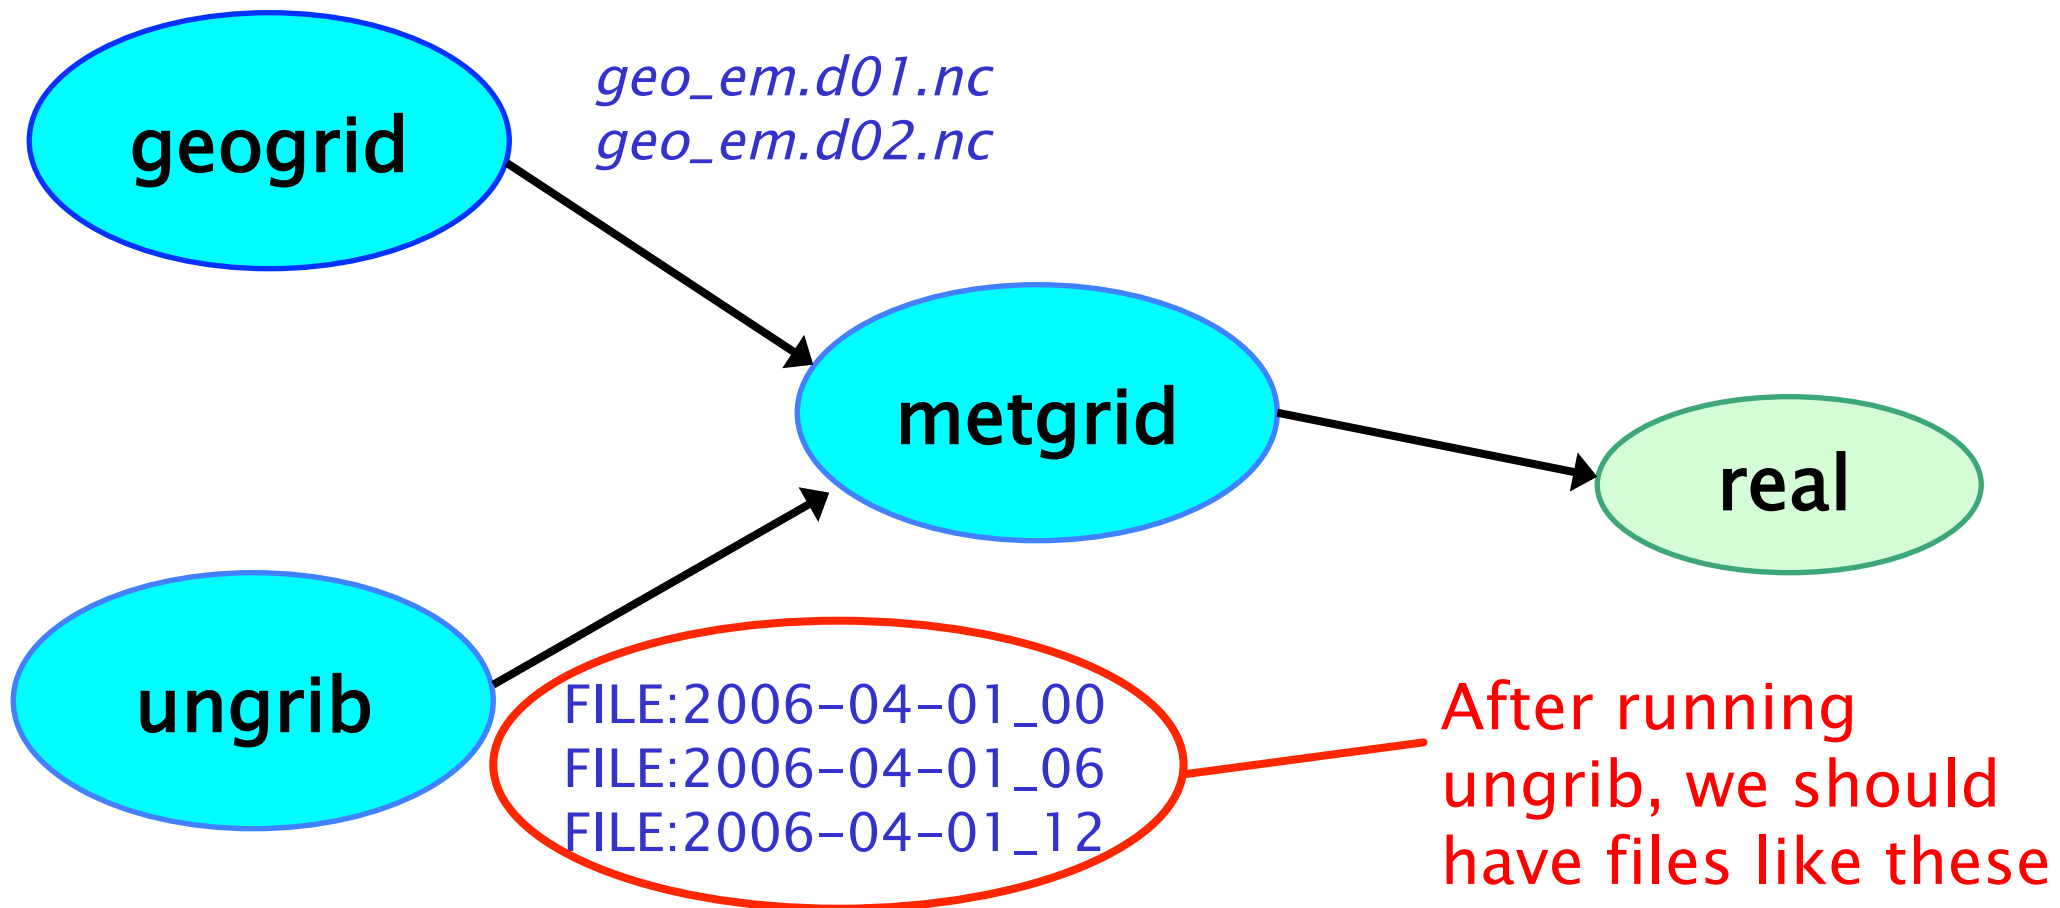 geo_em.d01.nc
geo_em.d02.nc
geogrid
metgrid
real
ungrib
FILE:2006-04-01_00
FILE:2006-04-01_06
FILE:2006-04-01_12
After running
ungrib, we should
have files like these